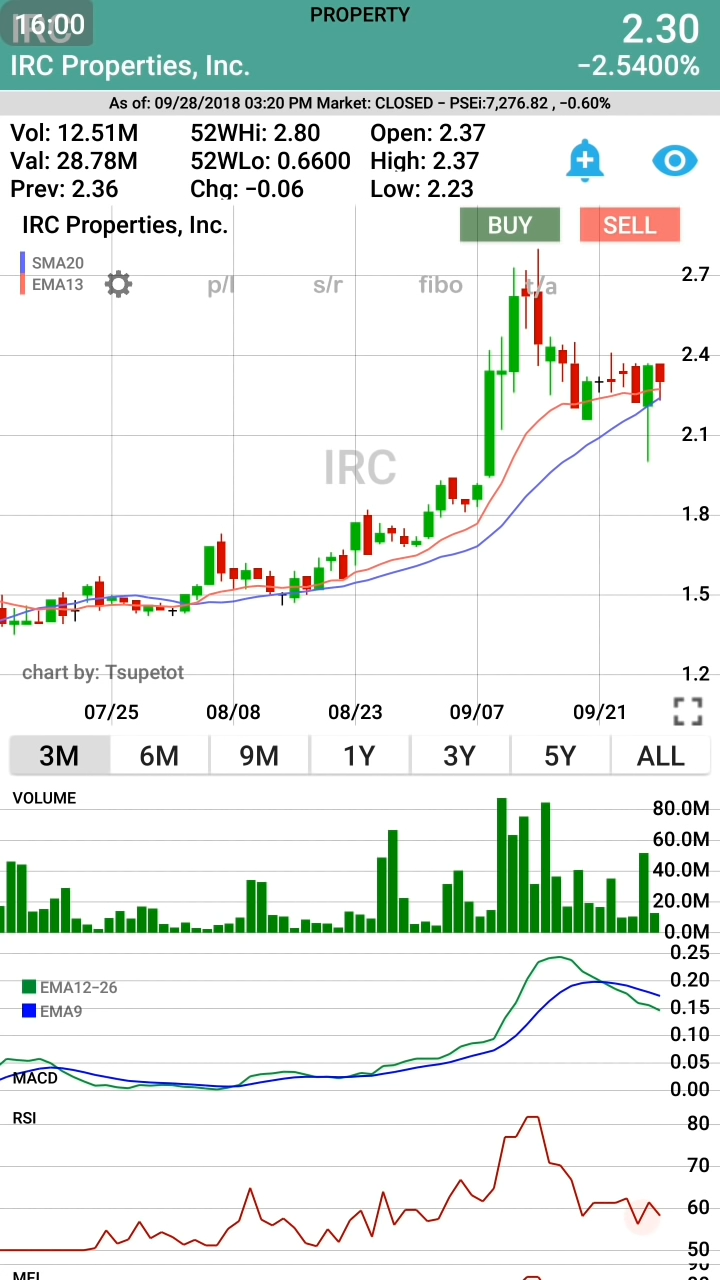 PROPERTY
16:00
IRC
2.30
IRC Properties, Inc.
−2.5400%
As of: 09/28/2018 03:20 PM Market: CLOSED − PSEi:7,276.82 , −0.60%
Vol: 12.51M 52WHi: 2.80 Open: 2.37
Val: 28.78M 52WLo: 0.6600 High: 2.37
Prev: 2.36 Chg: −0.06 Low: 2.23
IRC Properties, Inc. BUY SELL
SMA20
EMA13
p/l s/r fibo t/a
2.7
2.4
2.1
IRC
1.8
1.5
1.2
chart by: Tsupetot
07/25 08/08 08/23 09/07 09/21
3M 6M 9M 1Y 3Y 5Y ALL
VOLUME
80.0M
60.0M
40.0M
20.0M
0.0M
0.25
EMA12−26
0.20
EMA9
0.15
0.10
0.05
MACD
0.00
RSI
80
70
60
50
MFI
90